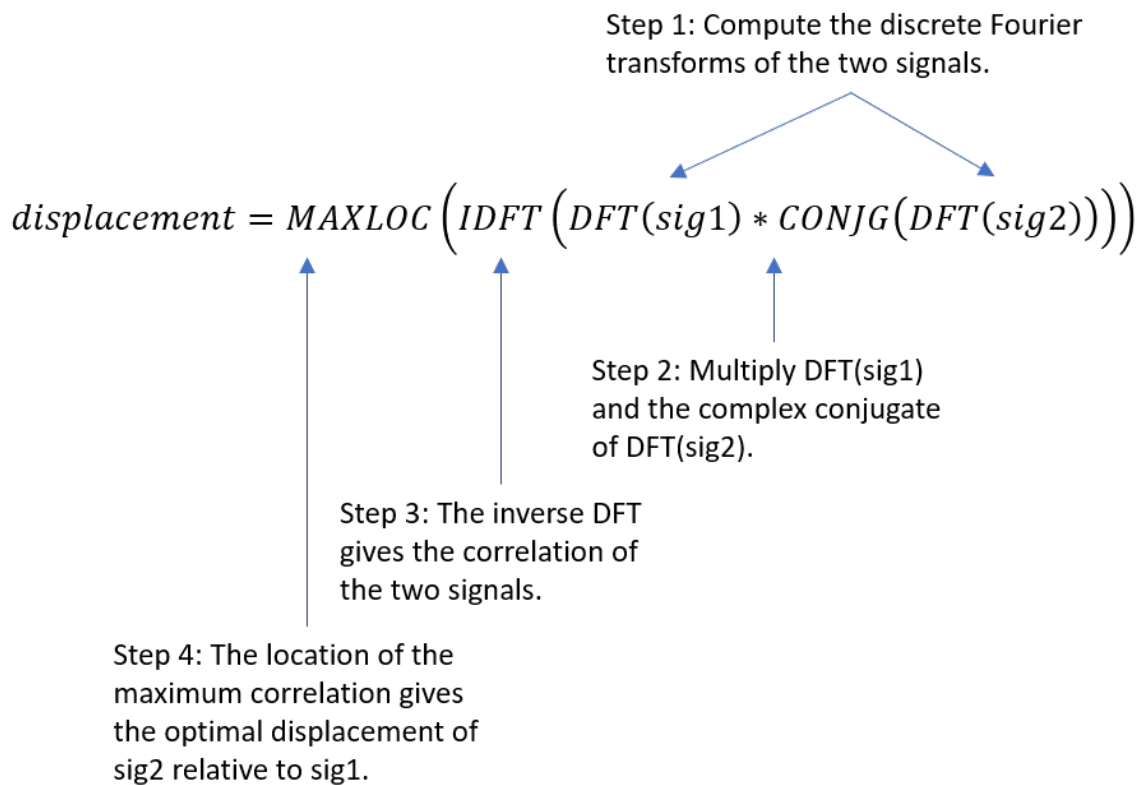 Step 1: Compute the discrete Fourier
transforms of the two signals.
displacement = MAXLOC(IDFT(DFT(sig1) * CONJG(DFT(sig2))))
Step 2: Multiply DFT(sig1)
and the complex conjugate
of DFT(sig2).
Step 3: The inverse DFT
gives the correlation of
the two signals.
Step 4: The location of the
maximum correlation gives
the optimal displacement of
sig2 relative to sig1.